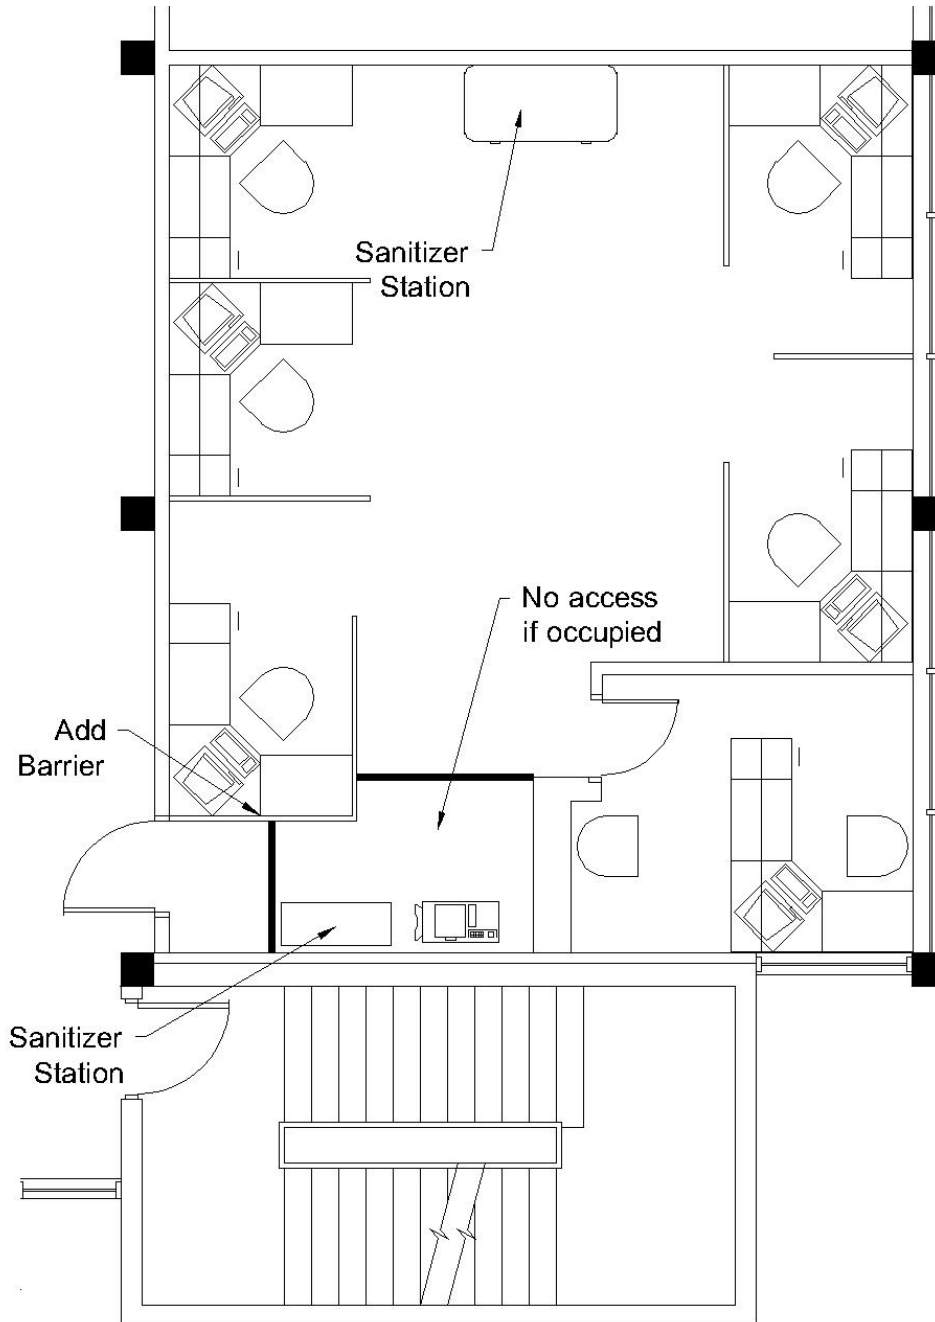 Sanitizer
Station
No access
if occupied
Add
Barrier
Sanitizer
Station